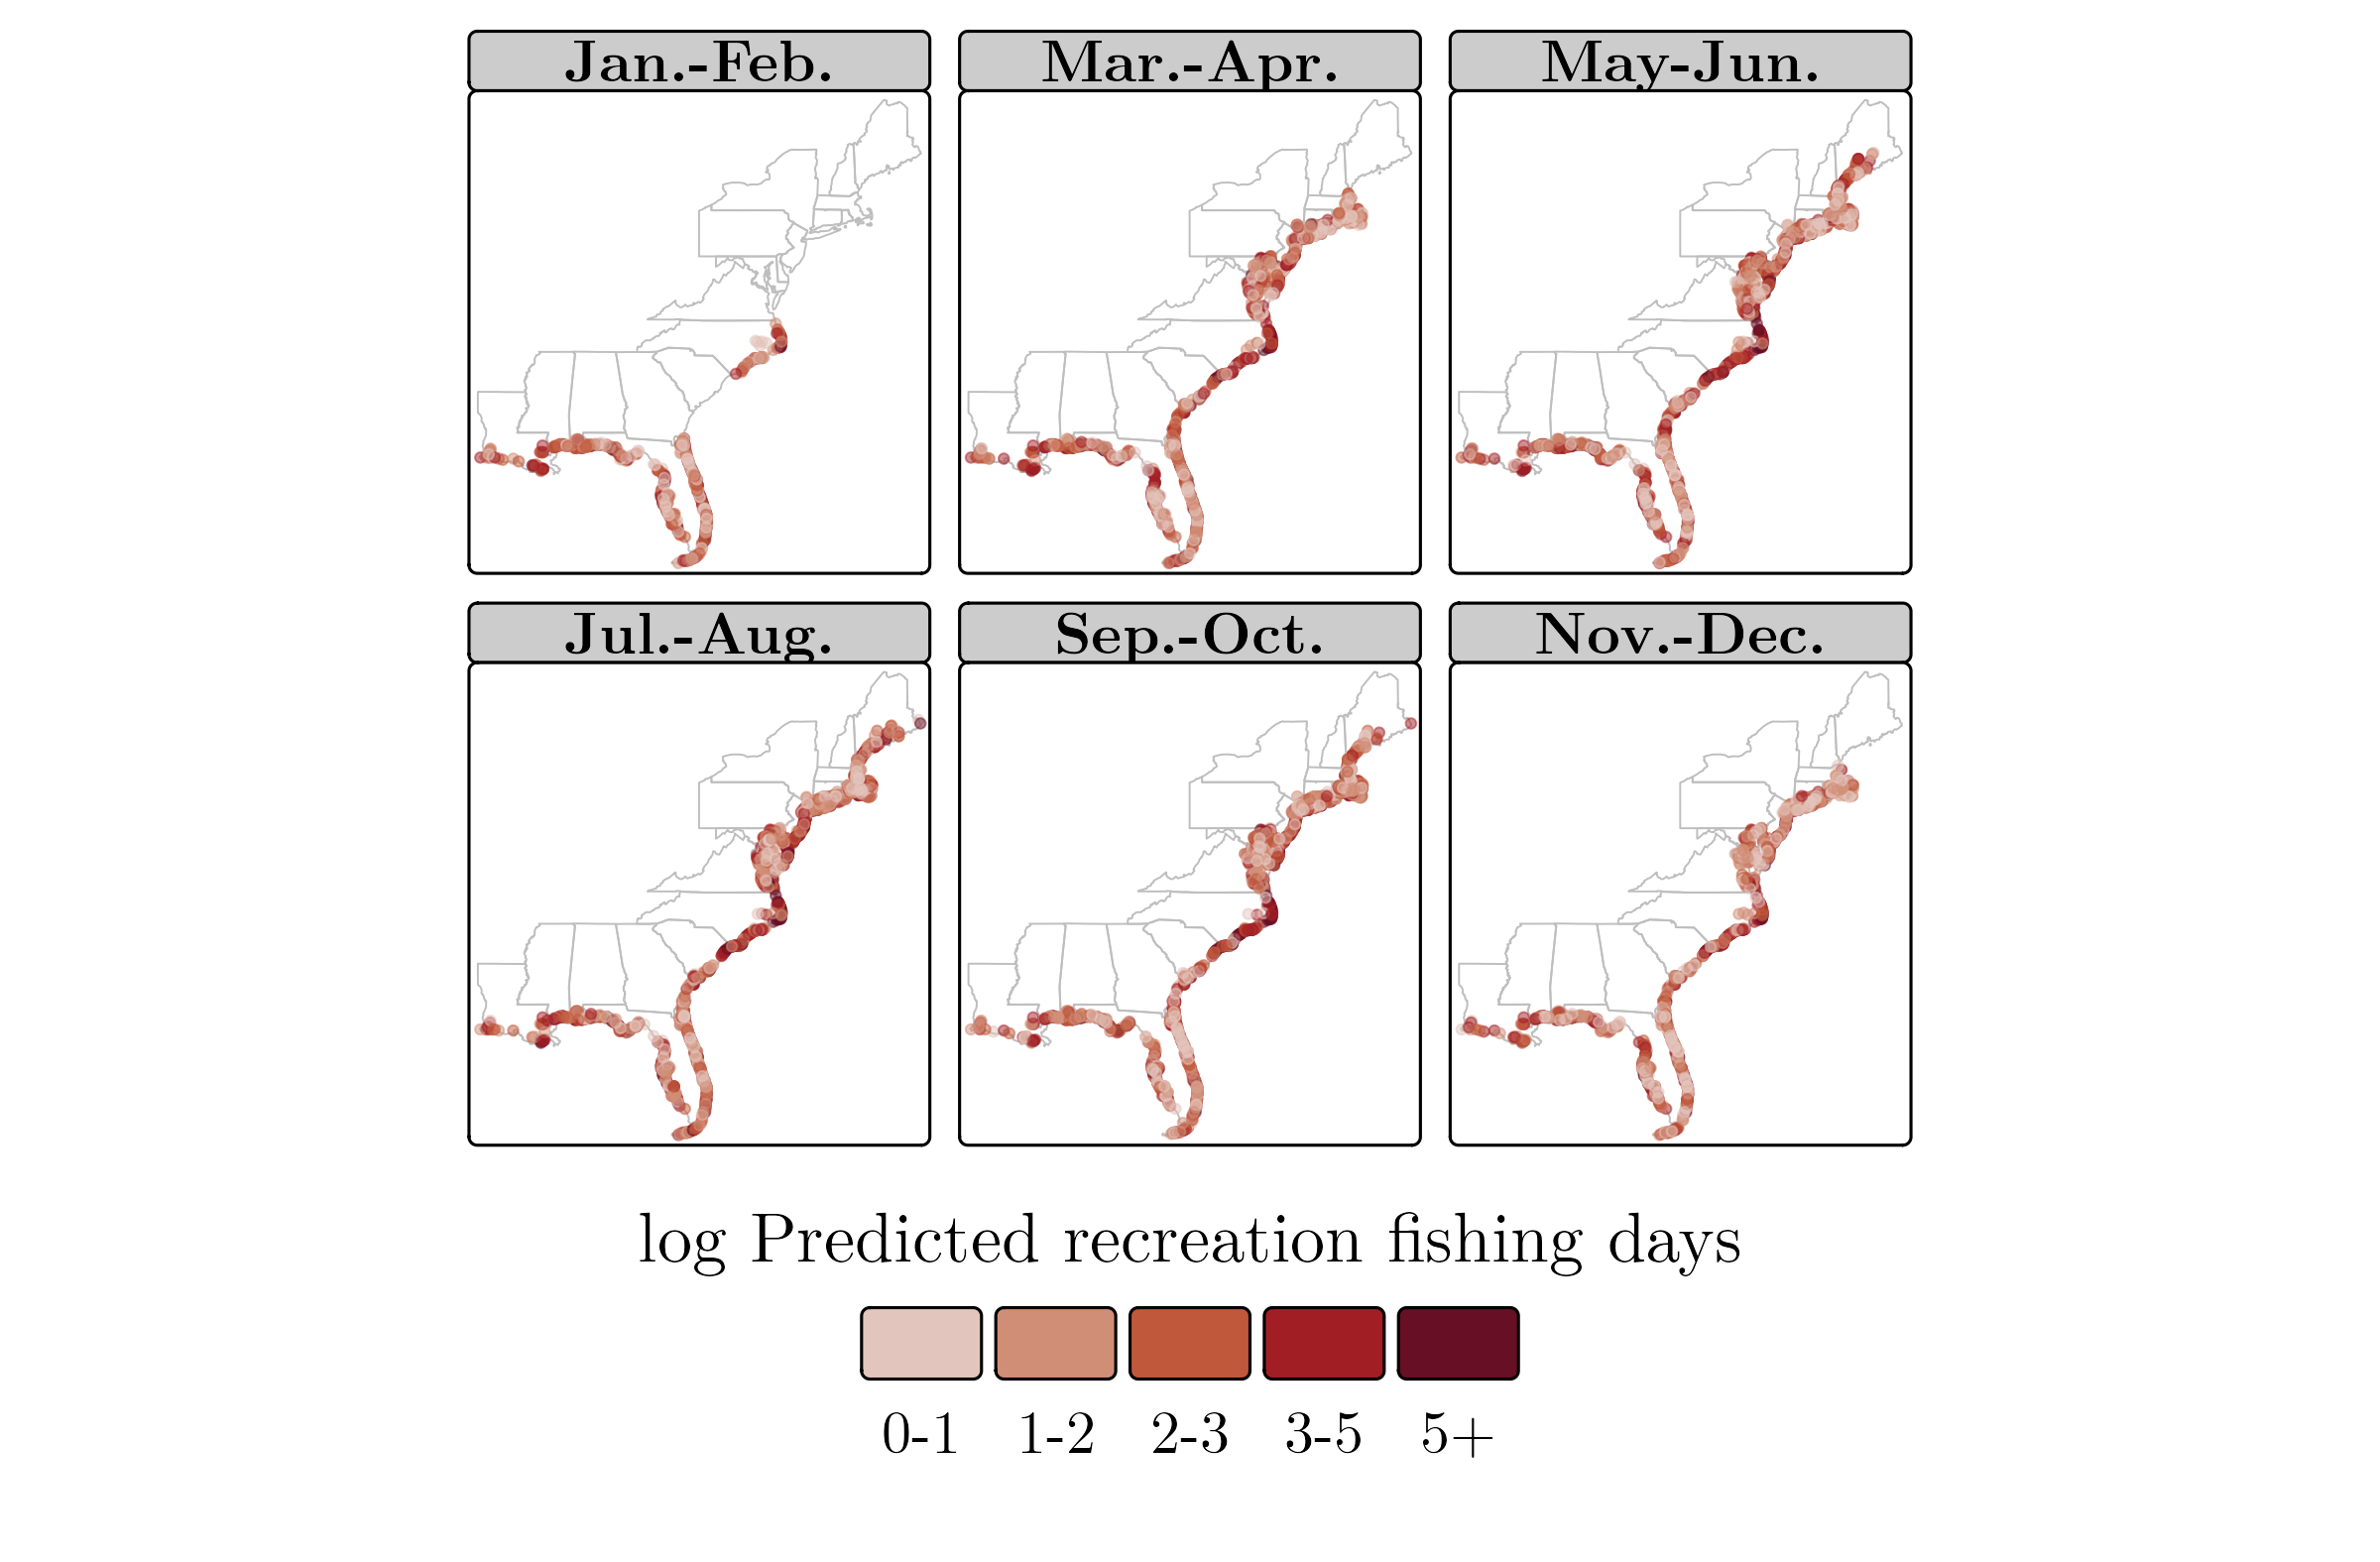 Jan.-Feb.
Mar.-Apr.
May-Jun.
Jul.-Aug.
Sep.-Oct.
Nov.-Dec.
log Predicted recreation fishing days
0-1
1-2
2-3
3-5
5+